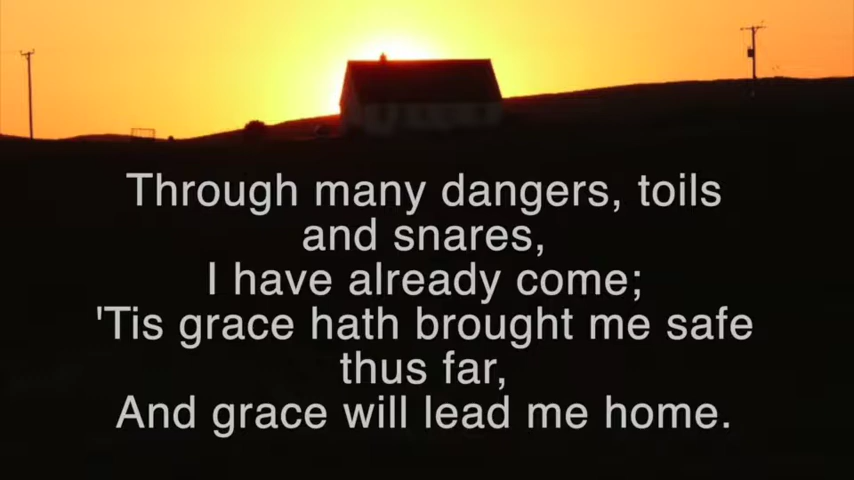 Through many dangers, toils
and snares,
I have already come;
'Tis grace hath brought me safe
thus far,
And grace will lead me home.